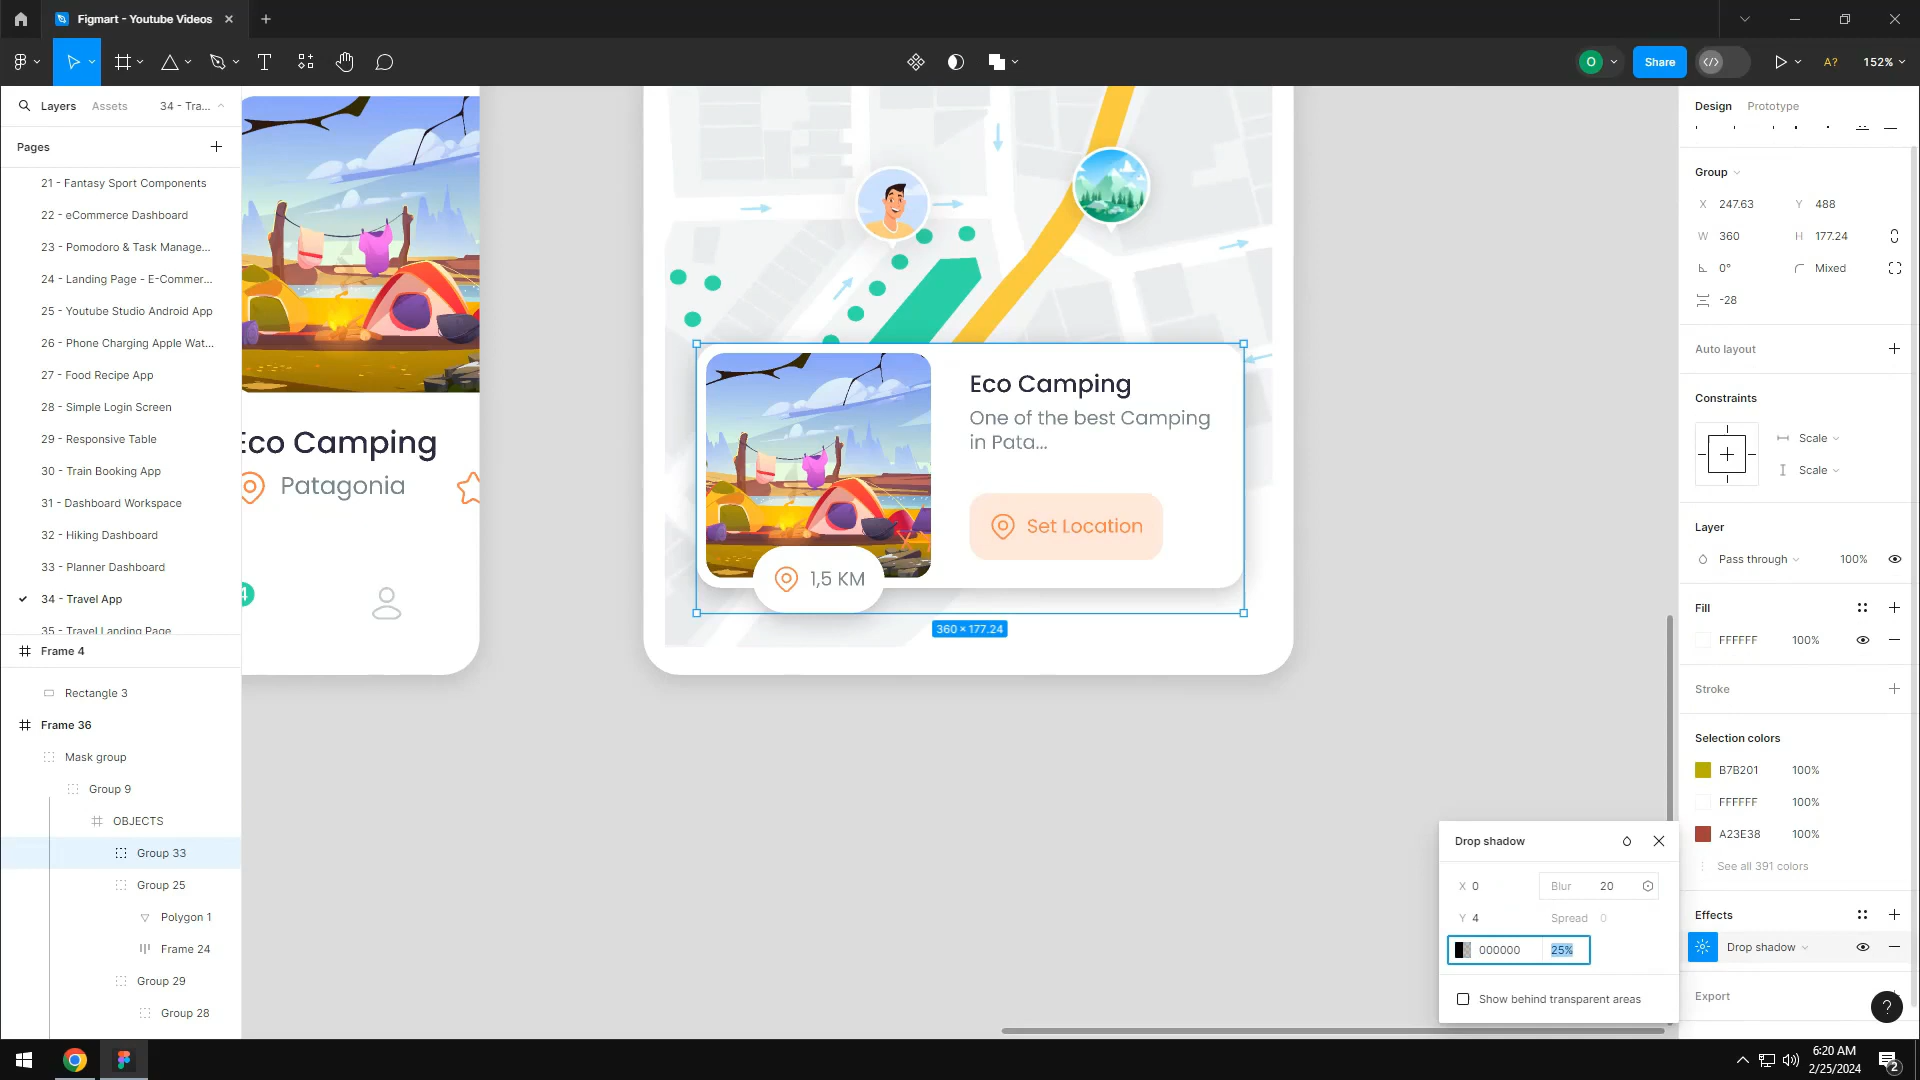 Figmart - Youtube Videos
O
Share
A?
152%
Layers
Assets
34 - Tra...
Pages
21 - Fantasy Sport Components
22 - eCommerce Dashboard
23 - Pomodoro & Task Manage...
24 - Landing Page - E-Commer...
25 - Youtube Studio Android App
26 - Phone Charging Apple Wat...
27 - Food Recipe App
28 - Simple Login Screen
29 - Responsive Table
30 - Train Booking App
31 - Dashboard Workspace
32 - Hiking Dashboard
33 - Planner Dashboard
34 - Travel App
35 - Travel Landing Page
Frame 4
Rectangle 3
Frame 36
Mask group
Group 9
OBJECTS
Group 33
Group 25
Polygon 1
Frame 24
Group 29
Group 28
Eco Camping
Patagonia
4
Eco Camping
One of the best Camping
in Pata...
Set Location
1,5 KM
360 × 177.24
Design
Prototype
Group
X 247.63
Y 488
W 360
H 177.24
0°
Mixed
-28
Auto layout
Constraints
Scale
Scale
Layer
Pass through
100%
Fill
FFFFFF 100%
Stroke
Selection colors
B7B201 100%
FFFFFF 100%
A23E38 100%
See all 391 colors
Effects
Drop shadow
Export
Drop shadow
X 0
Blur 20
Y 4
Spread 0
000000 25%
Show behind transparent areas
?
6:20 AM
2/25/2024
2